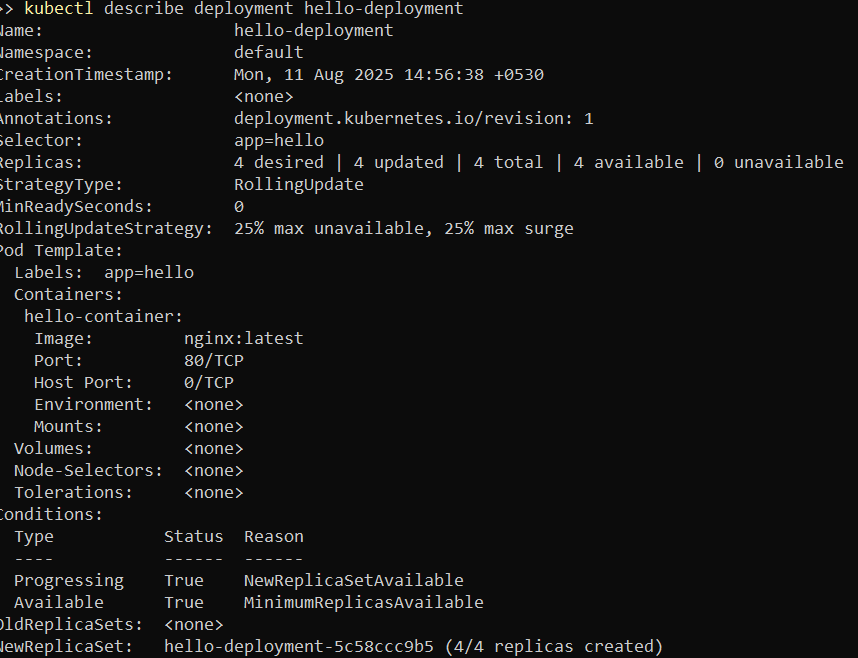 > kubectl describe deployment hello-deployment
Name: hello-deployment
Namespace: default
CreationTimestamp: Mon, 11 Aug 2025 14:56:38 +0530
Labels: <none>
Annotations: deployment.kubernetes.io/revision: 1
Selector: app=hello
Replicas: 4 desired | 4 updated | 4 total | 4 available | 0 unavailable
StrategyType: RollingUpdate
MinReadySeconds: 0
RollingUpdateStrategy: 25% max unavailable, 25% max surge
Pod Template:
Labels: app=hello
Containers:
hello-container:
Image: nginx:latest
Port: 80/TCP
Host Port: 0/TCP
Environment: <none>
Mounts: <none>
Volumes: <none>
Node-Selectors: <none>
Tolerations: <none>
Conditions:
Type Status Reason
---- ------ ------
Progressing True NewReplicaSetAvailable
Available True MinimumReplicasAvailable
OldReplicaSets: <none>
NewReplicaSet: hello-deployment-5c58ccc9b5 (4/4 replicas created)